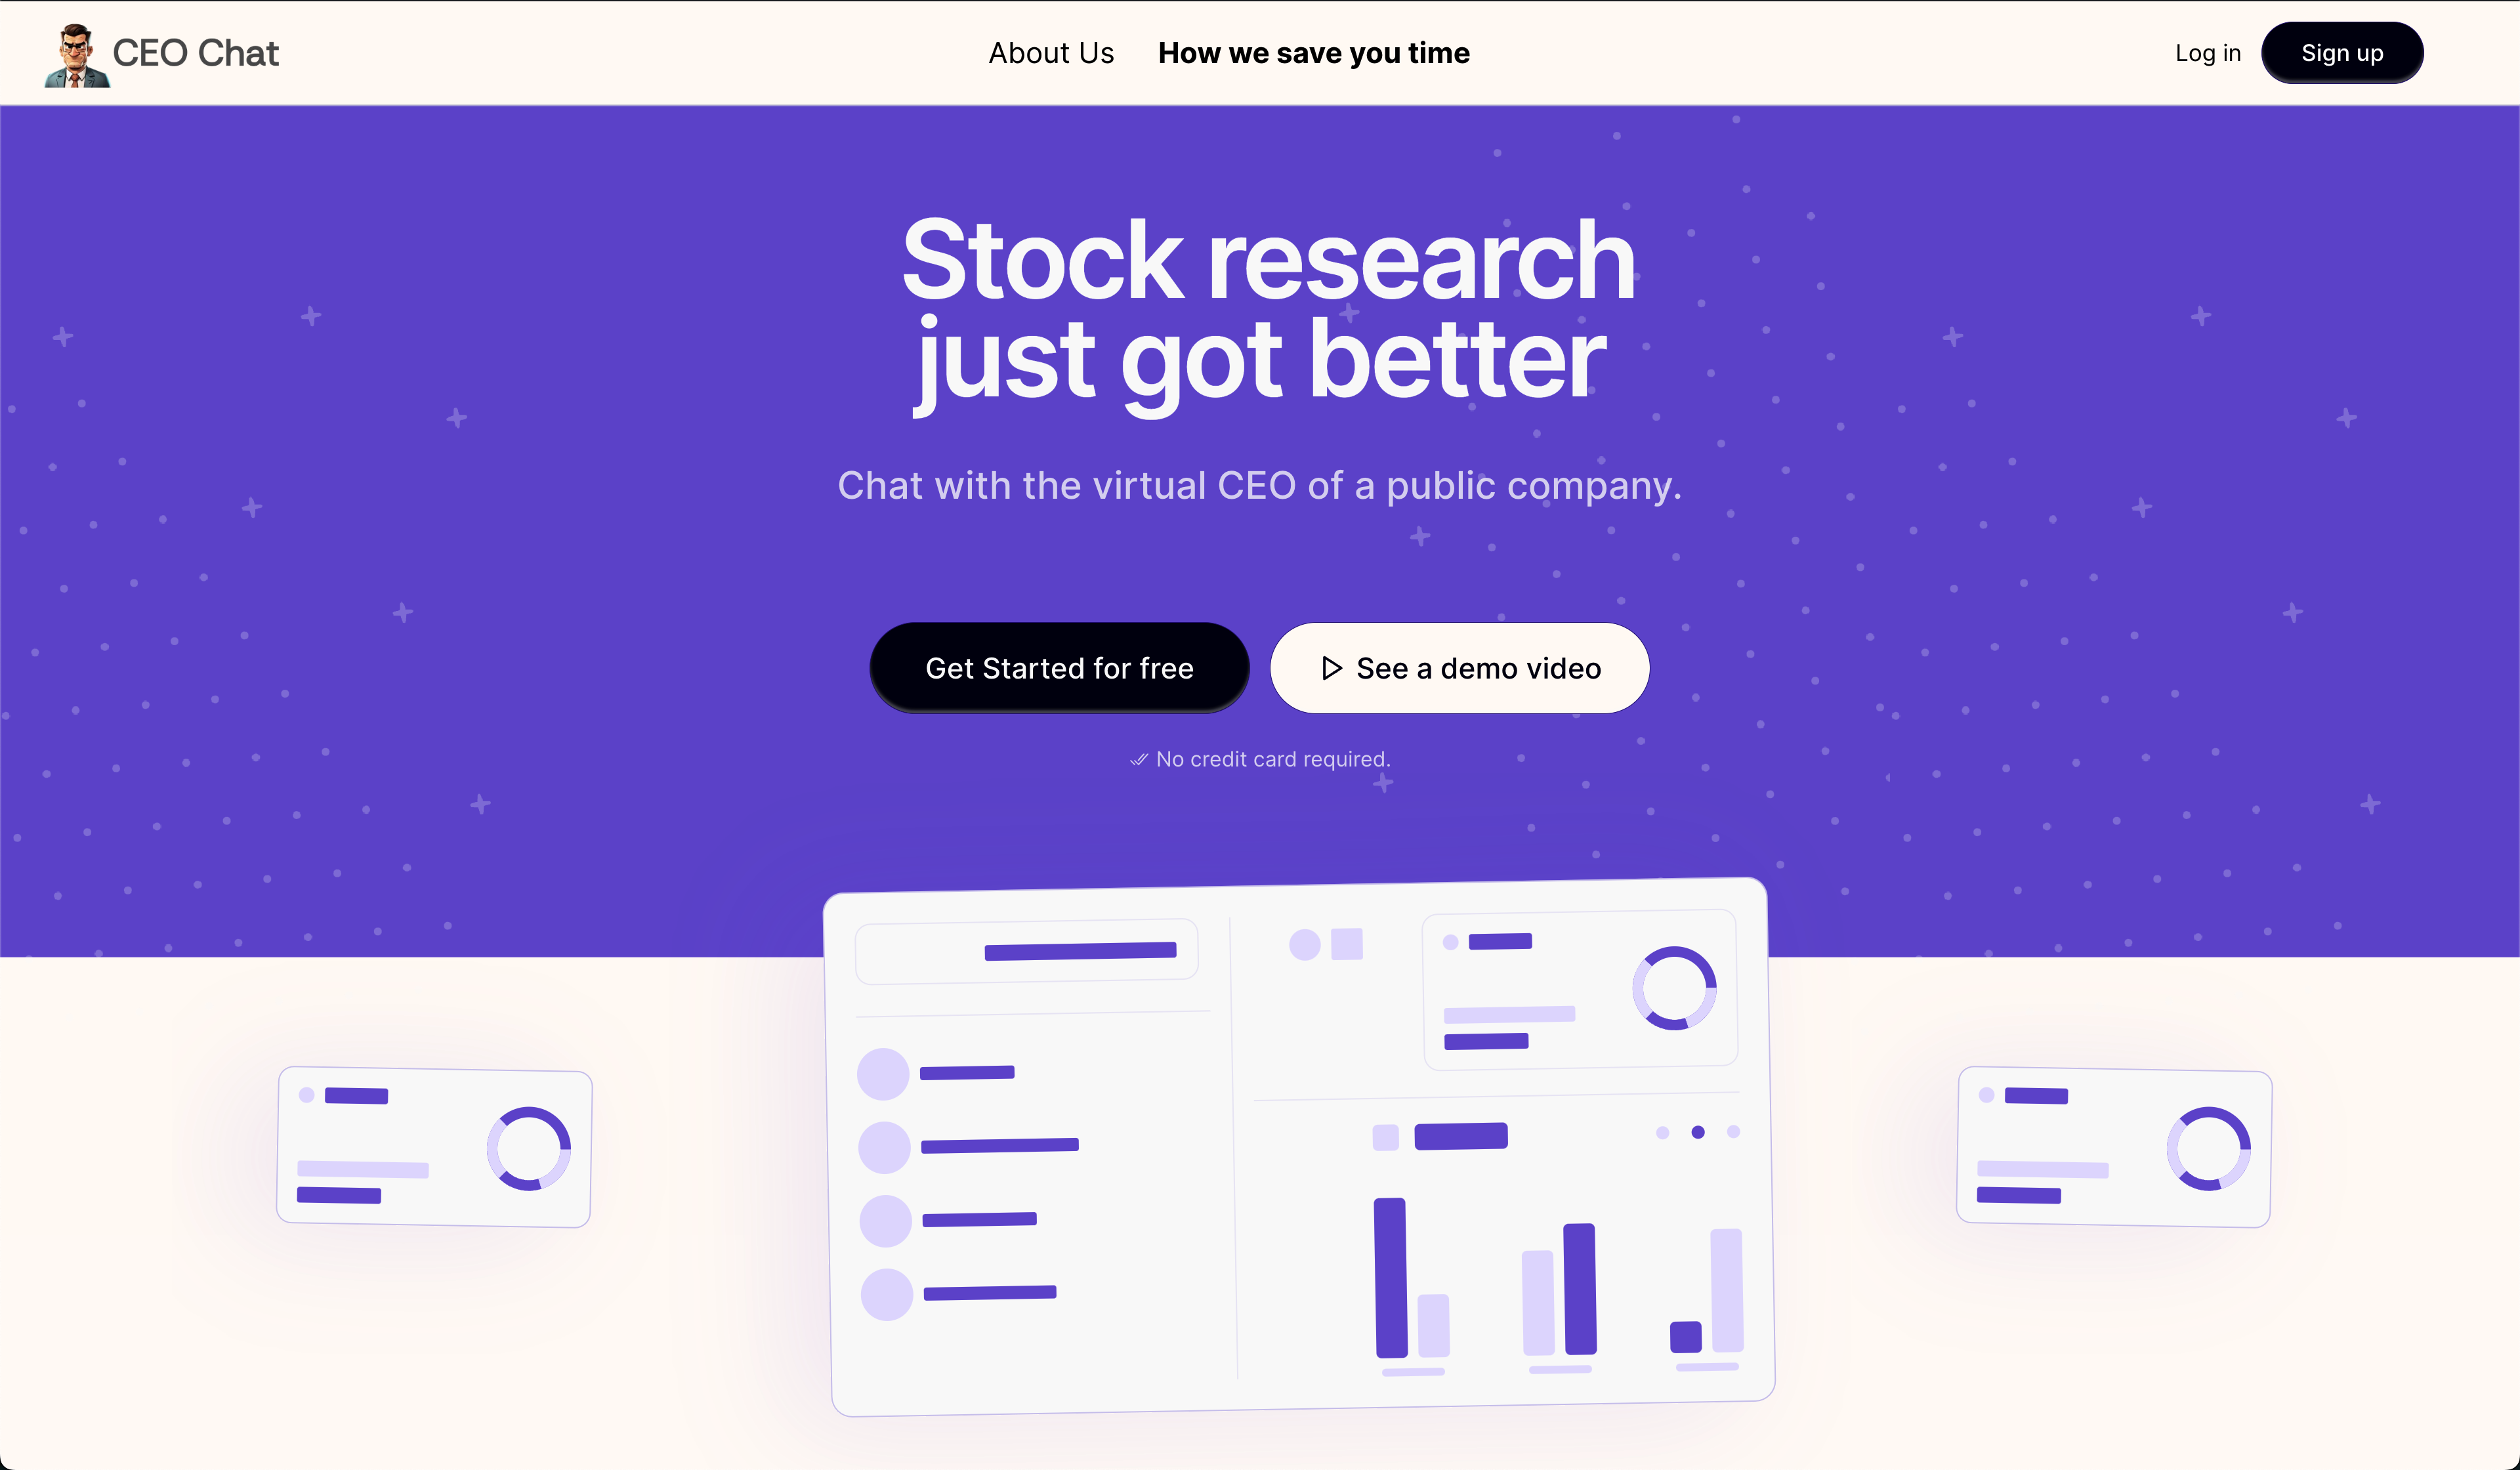 CEO Chat
About Us
How we save you time
Log in
Sign up
Stock research
just got better
Chat with the virtual CEO of a public company.
Get Started for free
See a demo video
No credit card required.